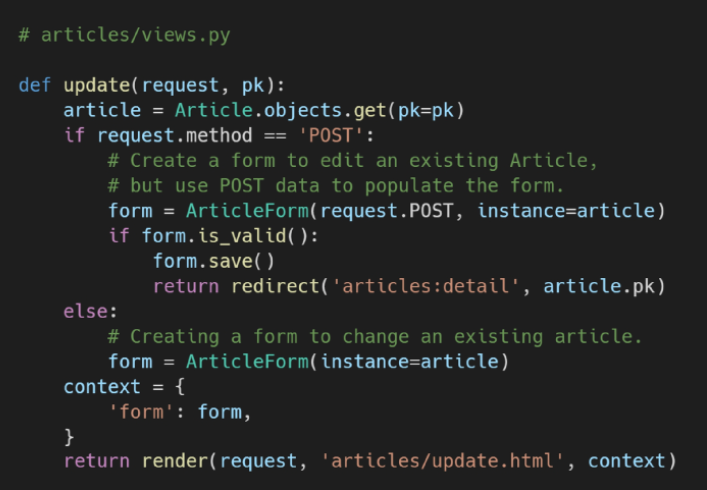 # articles/views.py
def update(request, pk):
    article = Article.objects.get(pk=pk)
    if request.method == 'POST':
        # Create a form to edit an existing Article,
        # but use POST data to populate the form.
        form = ArticleForm(request.POST, instance=article)
        if form.is_valid():
            form.save()
            return redirect('articles:detail', article.pk)
    else:
        # Creating a form to change an existing article.
        form = ArticleForm(instance=article)
    context = {
        'form': form,
    }
    return render(request, 'articles/update.html', context)